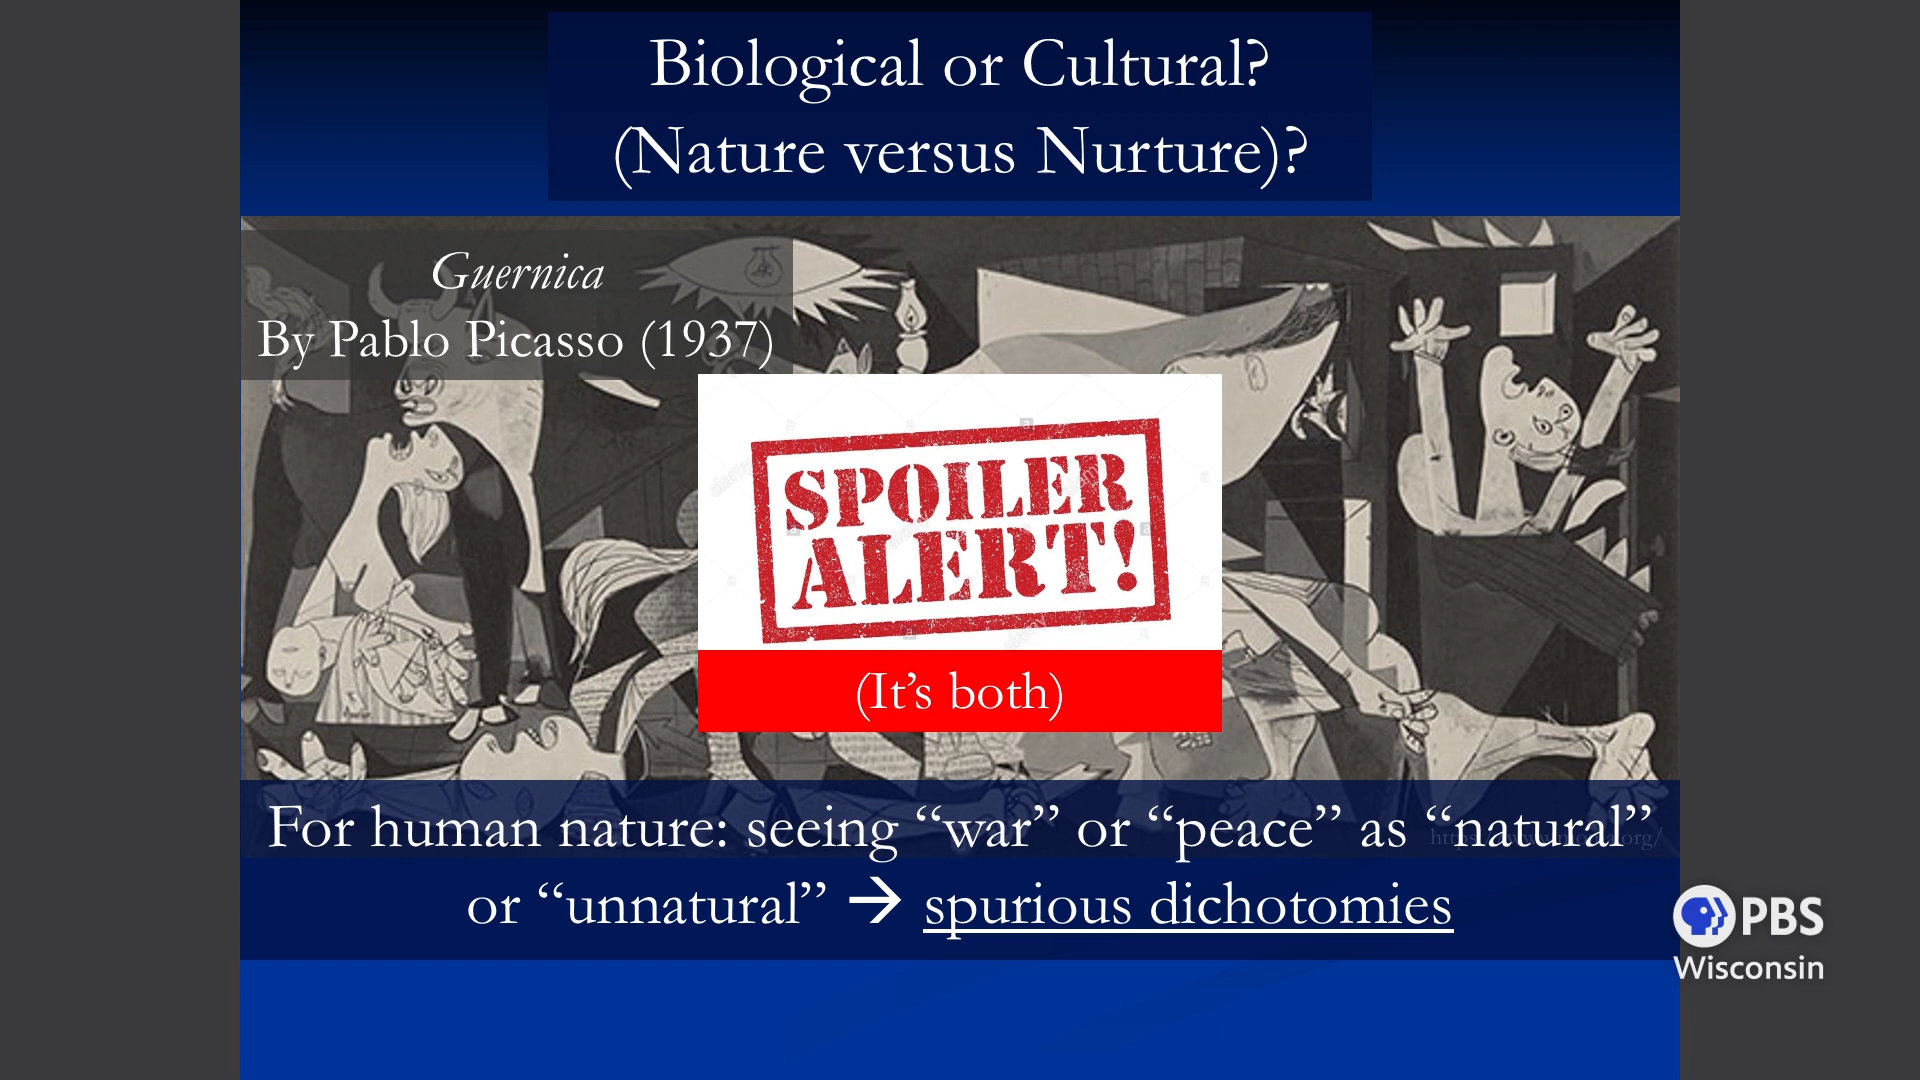 Biological or Cultural?
(Nature versus Nurture)?
Guernica
By Pablo Picasso (1937)
SPOILER
ALERT!
(It’s both)
For human nature: seeing “war” or “peace” as “natural”
or “unnatural” → spurious dichotomies
PBS
Wisconsin